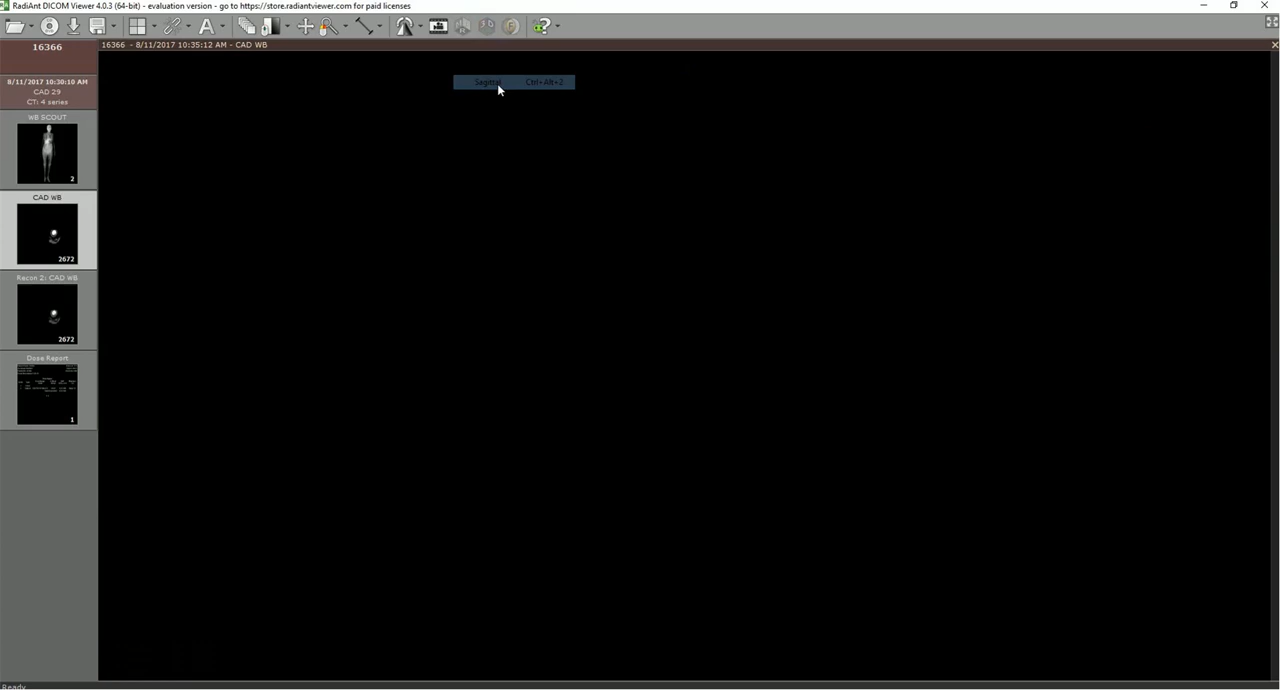 RadiAnt DICOM Viewer 4.0.3 (64-bit) - evaluation version - go to https://store.radiantviewer.com for paid licenses
16366
16366 - 8/11/2017 10:35:12 AM - CAD WB
Sagittal Ctrl+Alt+2
8/11/2017 10:30:10 AM
CAD 29
CT: 4 series
WB SCOUT
2
CAD WB
2672
Recon 2: CAD WB
2672
Dose Report
1
Ready